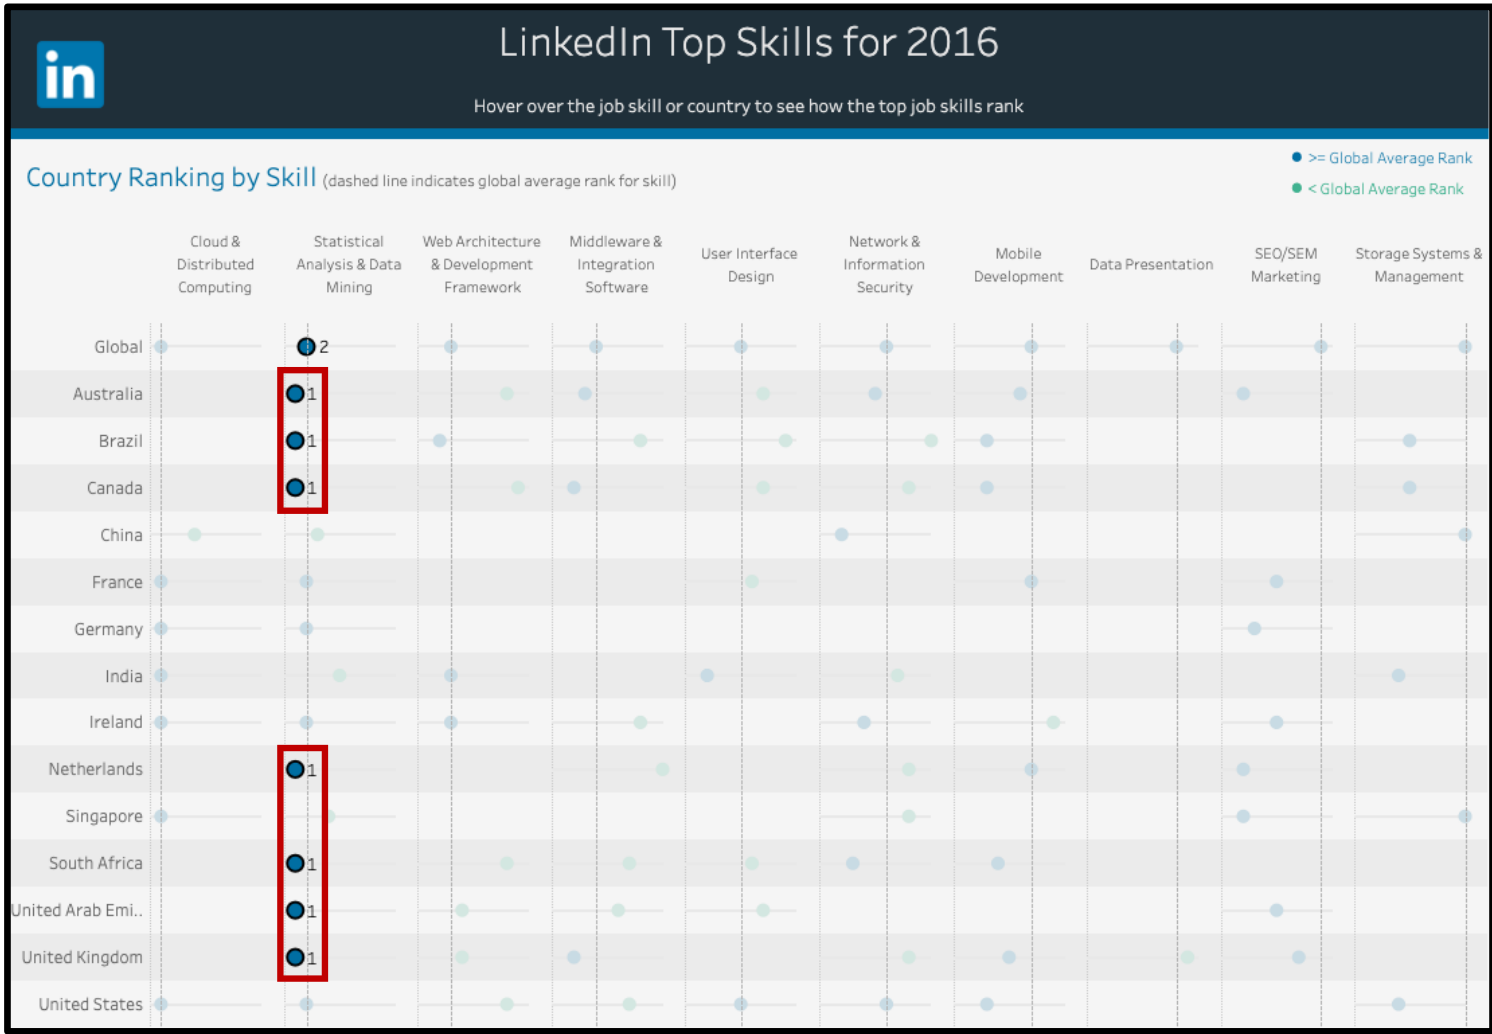 in
LinkedIn Top Skills for 2016
Hover over the job skill or country to see how the top job skills rank
>= Global Average Rank
Country Ranking by Skill (dashed line indicates global average rank for skill)
< Global Average Rank
Cloud &
Distributed
Computing
Statistical
Analysis & Data
Mining
Web Architecture
& Development
Framework
Middleware &
Integration
Software
User Interface
Design
Network &
Information
Security
Mobile
Development
Data Presentation
SEO/SEM
Marketing
Storage Systems &
Management
Global 2
Australia 1
Brazil 1
Canada 1
China
France
Germany
India
Ireland
Netherlands 1
Singapore
South Africa 1
United Arab Emi.. 1
United Kingdom 1
United States